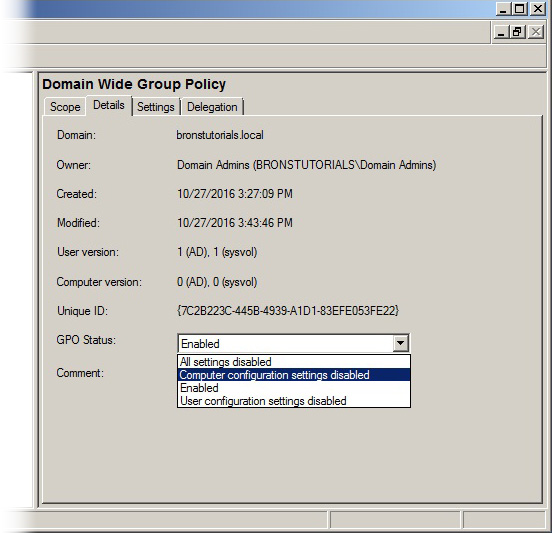 Domain Wide Group Policy
Scope Details Settings Delegation
Domain: bronstutorials.local
Owner: Domain Admins (BRONSTUTORIALS\Domain Admins)
Created: 10/27/2016 3:27:09 PM
Modified: 10/27/2016 3:43:46 PM
User version: 1 (AD), 1 (sysvol)
Computer version: 0 (AD), 0 (sysvol)
Unique ID: {7C2B223C-445B-4939-A1D1-83EFE053FE22}
GPO Status: Enabled
All settings disabled
Comment: Computer configuration settings disabled
Enabled
User configuration settings disabled